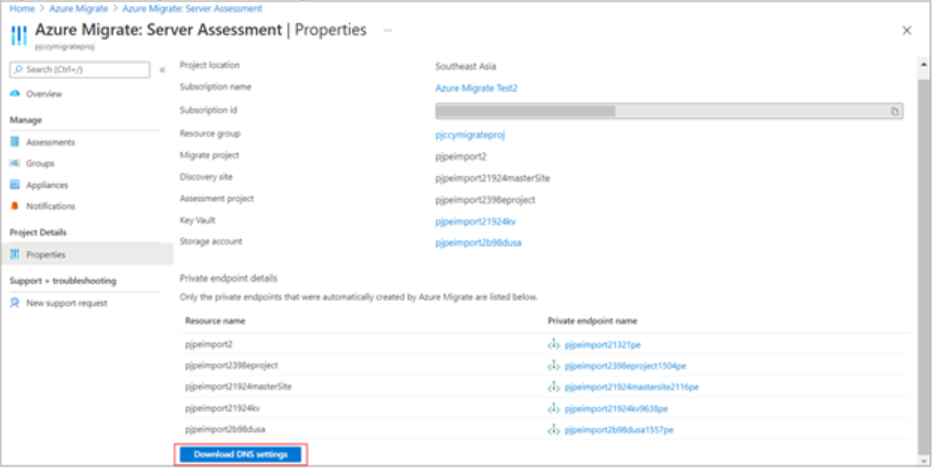 Home > Azure Migrate > Azure Migrate: Server Assessment
Azure Migrate: Server Assessment | Properties ...
pjccymigrateproj
Search (Ctrl+/) «
Overview
Manage
Assessments
Groups
Appliances
Notifications
Project Details
Properties
Support + troubleshooting
New support request
Project location Southeast Asia
Subscription name Azure Migrate Test2
Subscription id
Resource group pjccymigrateproj
Migrate project pjpeimport2
Discovery site pjpeimport21924masterSite
Assessment project pjpeimport2398eproject
Key Vault pjpeimport21924kv
Storage account pjpeimport2b98dusa
Private endpoint details
Only the private endpoints that were automatically created by Azure Migrate are listed below.
Resource name Private endpoint name
pjpeimport2 pjpeimport21321pe
pjpeimport2398eproject pjpeimport2398eproject1504pe
pjpeimport21924masterSite pjpeimport21924mastersite2116pe
pjpeimport21924kv pjpeimport21924kv9638pe
pjpeimport2b98dusa pjpeimport2b98dusa1557pe
Download DNS settings